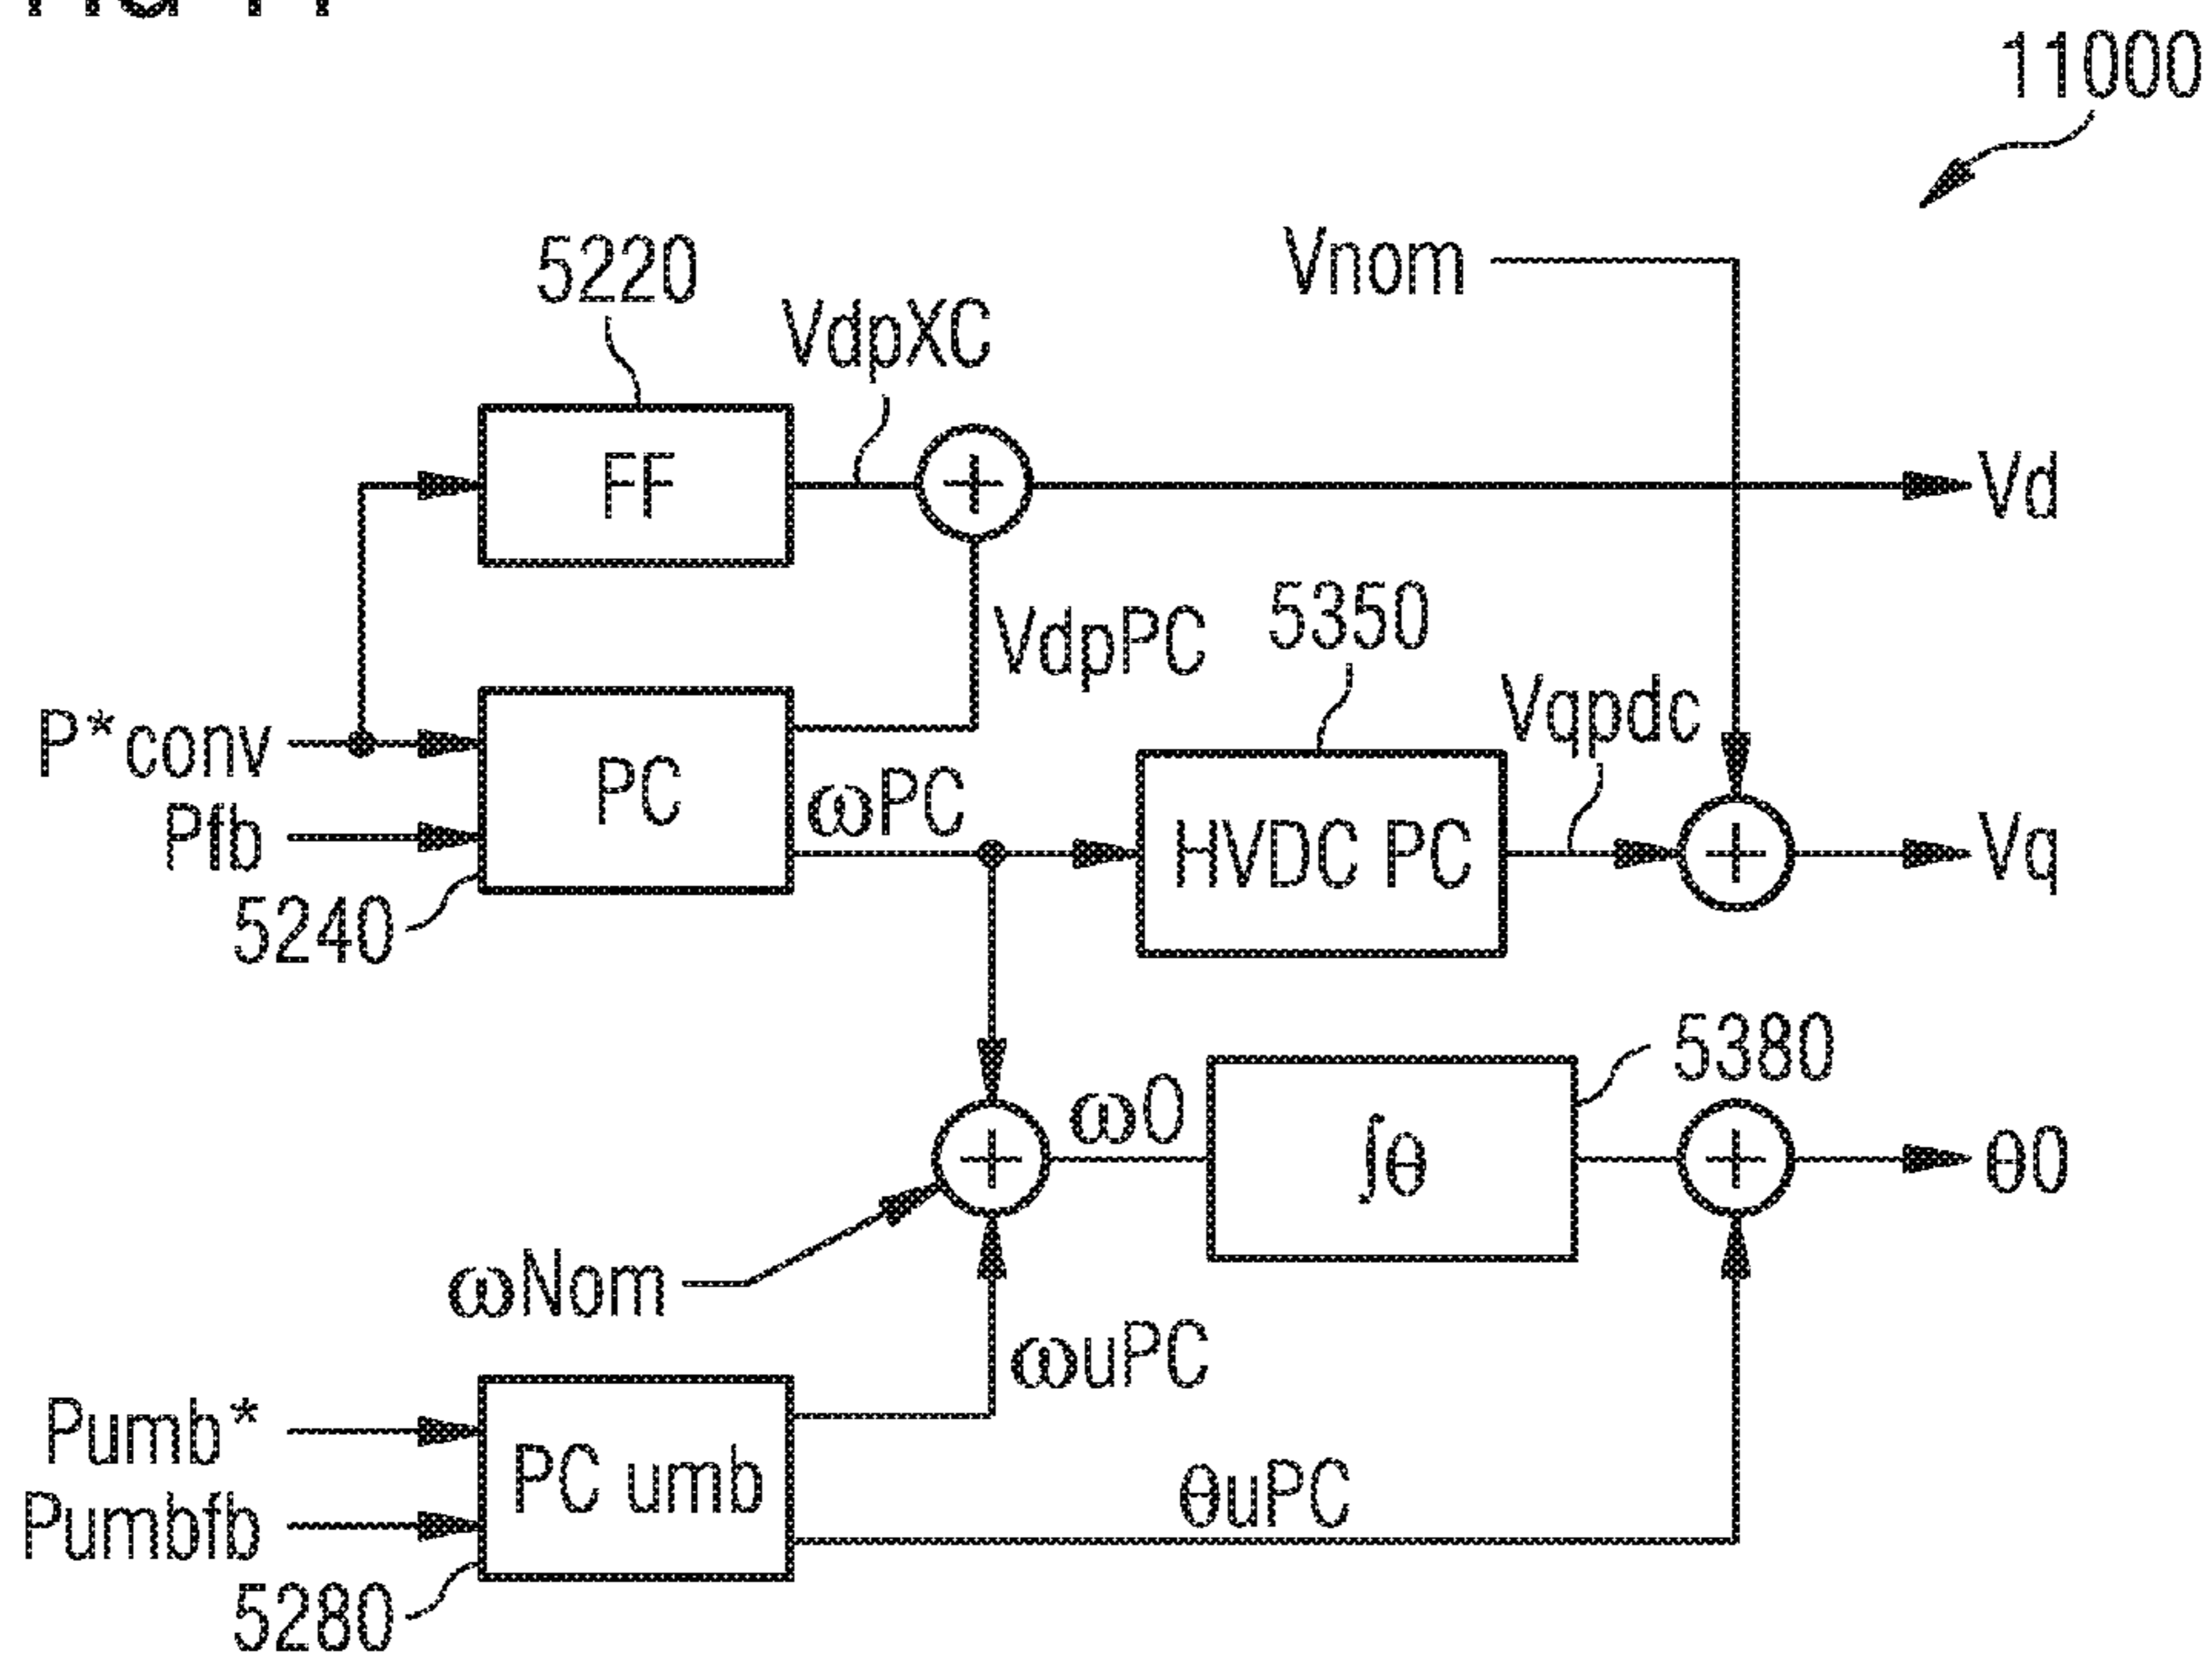 11000
5220
Vnom
VdpXC
FF
Vd
VdpPC
5350
Vqpdc
P*conv
PC
ωPC
HVDC PC
Pfb
Vq
5240
ω0
5380
∫θ
θ0
ωNom
ωuPC
Pumb*
PC umb
θuPC
Pumbfb
5280